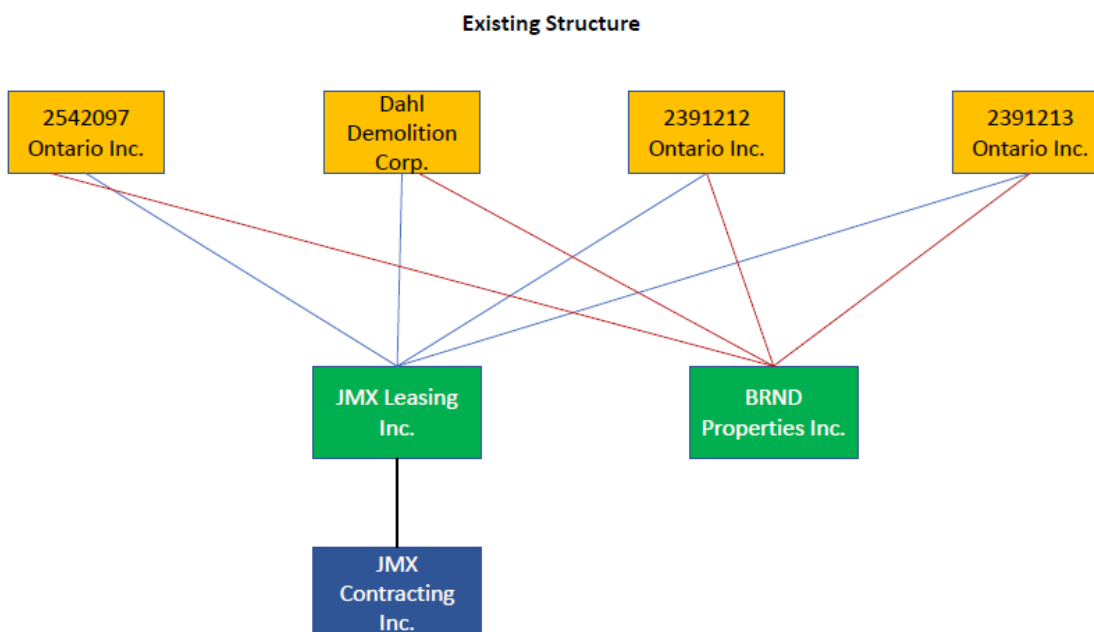 Existing Structure
2542097
Ontario Inc.
Dahl
Demolition
Corp.
2391212
Ontario Inc.
2391213
Ontario Inc.
JMX Leasing
Inc.
BRND
Properties Inc.
JMX
Contracting
Inc.